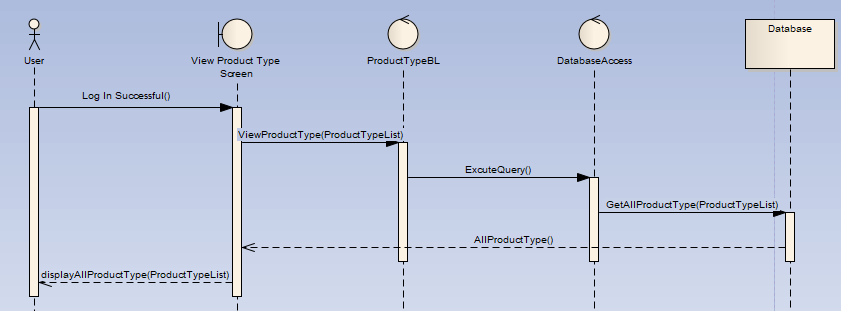 User
View Product Type
Screen
ProductTypeBL
DatabaseAccess
Database
Log In Successful()
ViewProductType(ProductTypeList)
ExcuteQuery()
GetAllProductType(ProductTypeList)
AllProductType()
displayAllProductType(ProductTypeList)